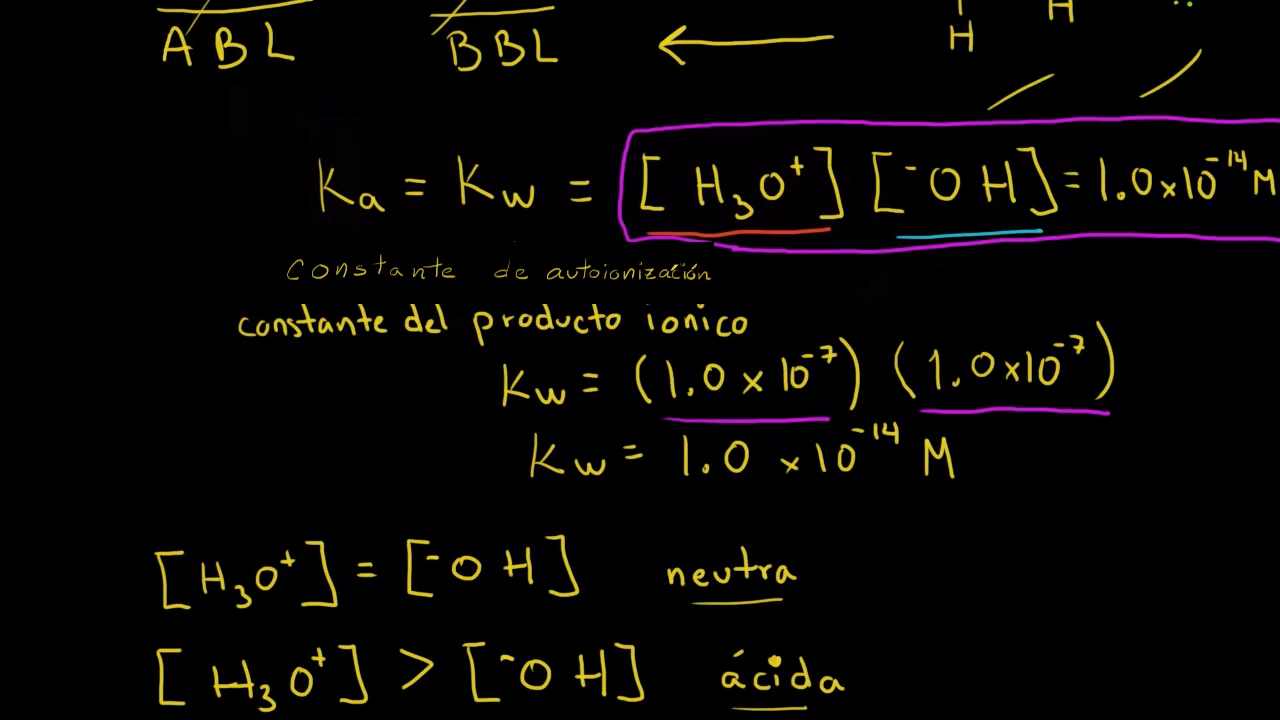 ABL BBL H H
Ka = Kw = [H₃O⁺] [⁻OH] = 1.0×10⁻¹⁴ M
Constante de autoionización
constante del producto ionico
Kw = (1.0 × 10⁻⁷) (1.0×10⁻⁷)
Kw = 1.0 ×10⁻¹⁴ M
[H₃O⁺] = [⁻OH] neutra
[H₃O⁺] > [⁻OH] ácida